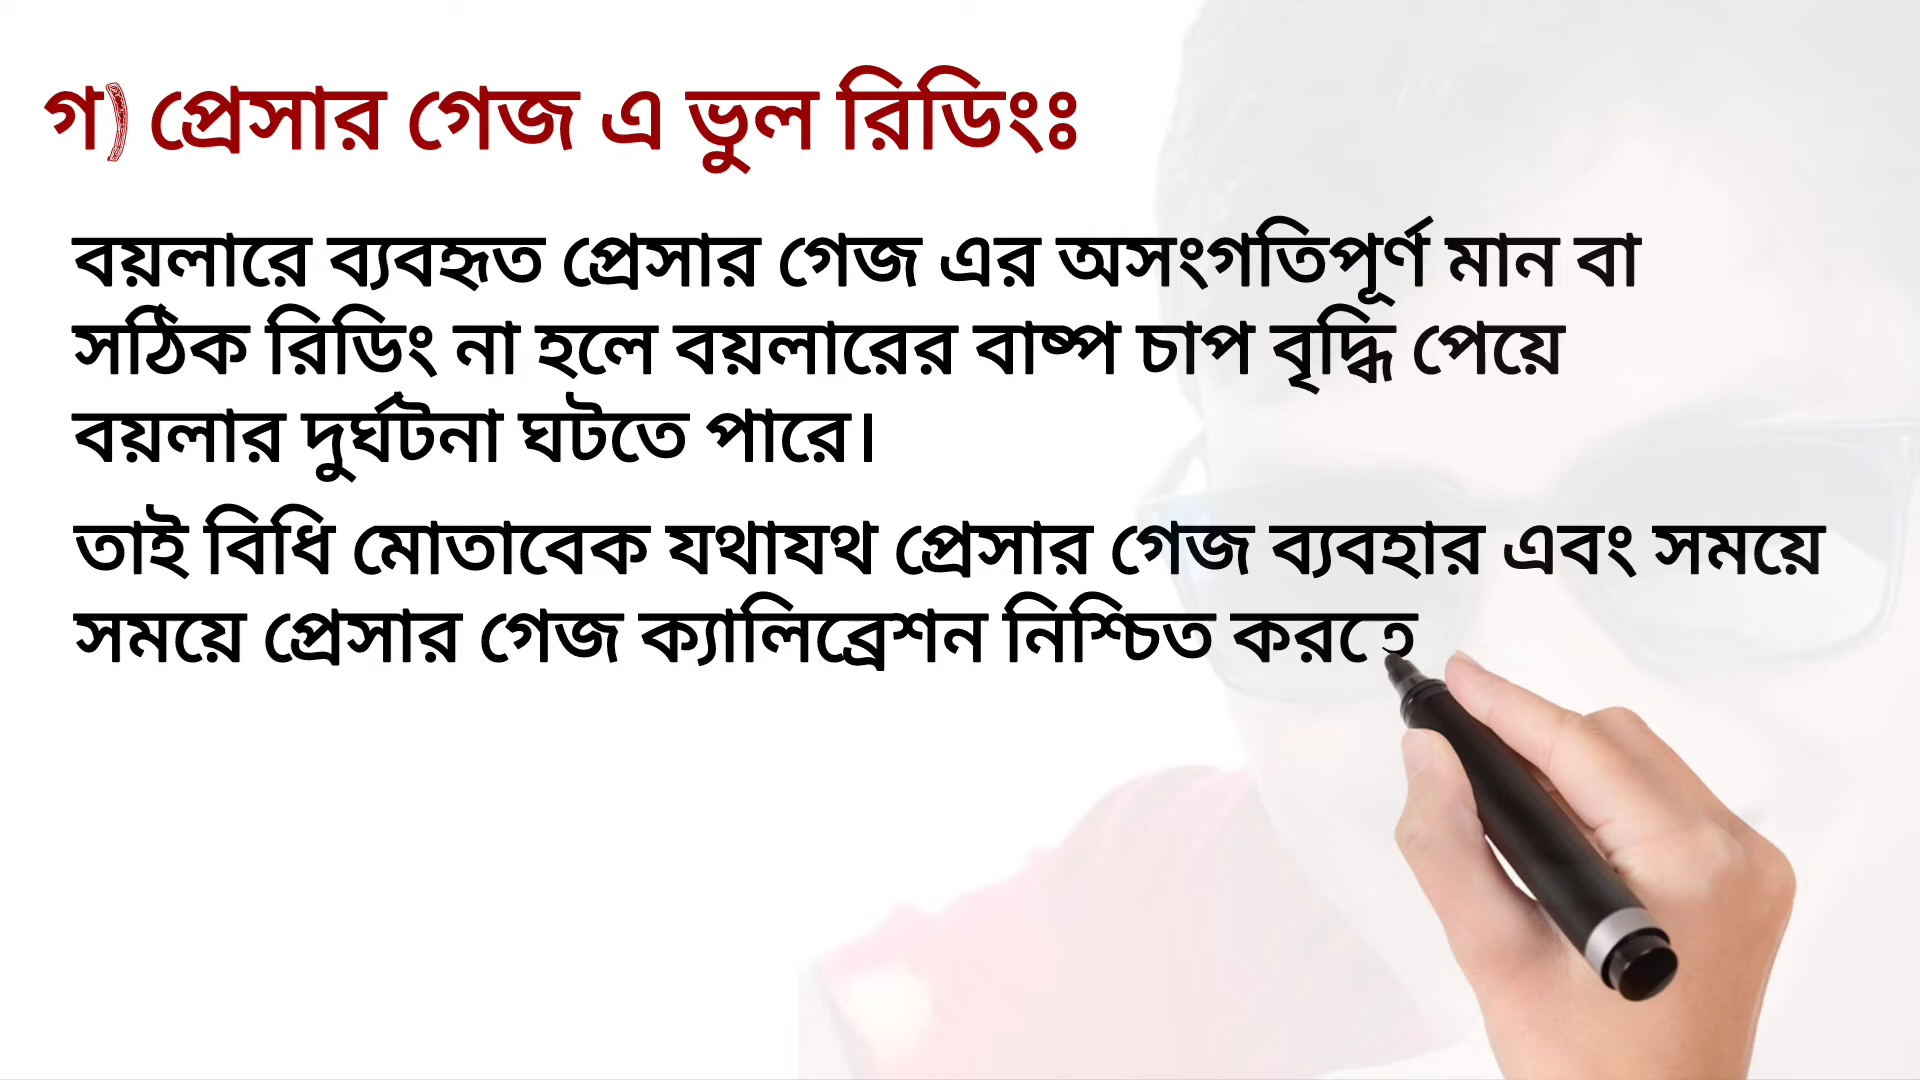 গ) প্রেসার গেজ এ ভুল রিডিংঃ
বয়লারে ব্যবহৃত প্রেসার গেজ এর অসংগতিপূর্ণ মান বা
সঠিক রিডিং না হলে বয়লারের বাষ্প চাপ বৃদ্ধি পেয়ে
বয়লার দুর্ঘটনা ঘটতে পারে।
তাই বিধি মোতাবেক যথাযথ প্রেসার গেজ ব্যবহার এবং সময়ে
সময়ে প্রেসার গেজ ক্যালিব্রেশন নিশ্চিত করতে